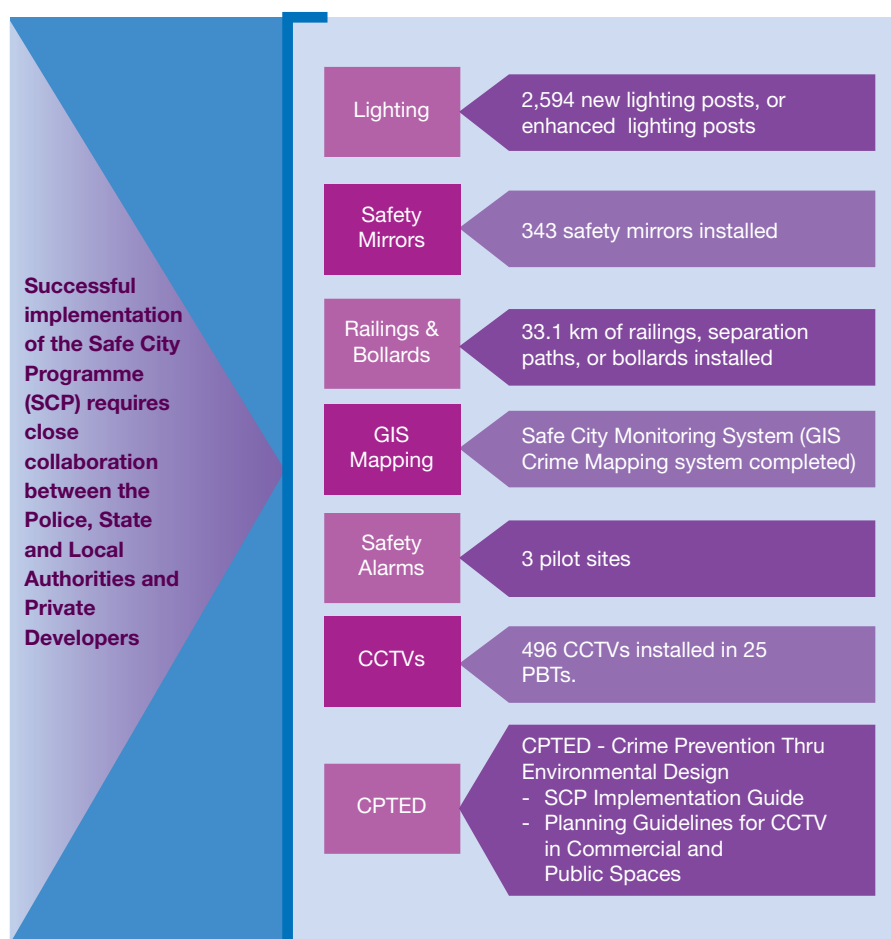 Successful
implementation
of the Safe City
Programme
(SCP) requires
close
collaboration
between the
Police, State
and Local
Authorities and
Private
Developers
Lighting
2,594 new lighting posts, or
enhanced lighting posts
Safety
Mirrors
343 safety mirrors installed
Railings &
Bollards
33.1 km of railings, separation
paths, or bollards installed
GIS
Mapping
Safe City Monitoring System (GIS
Crime Mapping system completed)
Safety
Alarms
3 pilot sites
CCTVs
496 CCTVs installed in 25
PBTs.
CPTED
CPTED - Crime Prevention Thru
Environmental Design
- SCP Implementation Guide
- Planning Guidelines for CCTV
in Commercial and
Public Spaces